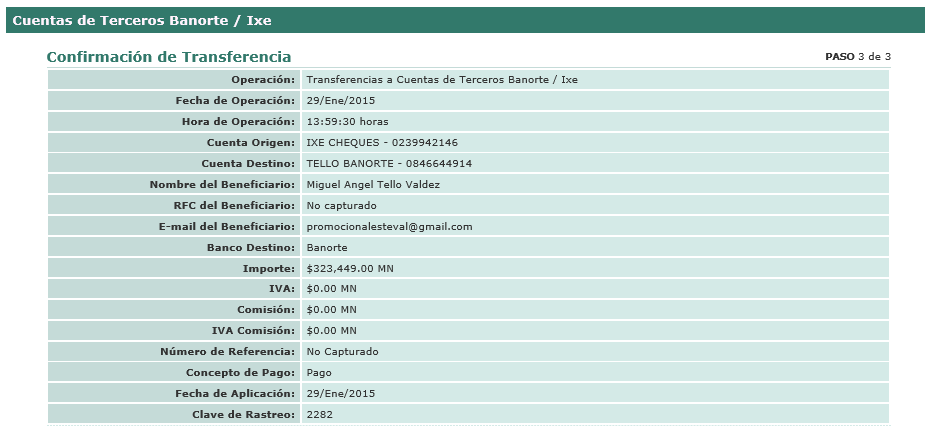 Cuentas de Terceros Banorte / Ixe
Confirmación de Transferencia PASO 3 de 3
Operación: Transferencias a Cuentas de Terceros Banorte / Ixe
Fecha de Operación: 29/Ene/2015
Hora de Operación: 13:59:30 horas
Cuenta Origen: IXE CHEQUES - 0239942146
Cuenta Destino: TELLO BANORTE - 0846644914
Nombre del Beneficiario: Miguel Angel Tello Valdez
RFC del Beneficiario: No capturado
E-mail del Beneficiario: promocionalesteval@gmail.com
Banco Destino: Banorte
Importe: $323,449.00 MN
IVA: $0.00 MN
Comisión: $0.00 MN
IVA Comisión: $0.00 MN
Número de Referencia: No Capturado
Concepto de Pago: Pago
Fecha de Aplicación: 29/Ene/2015
Clave de Rastreo: 2282